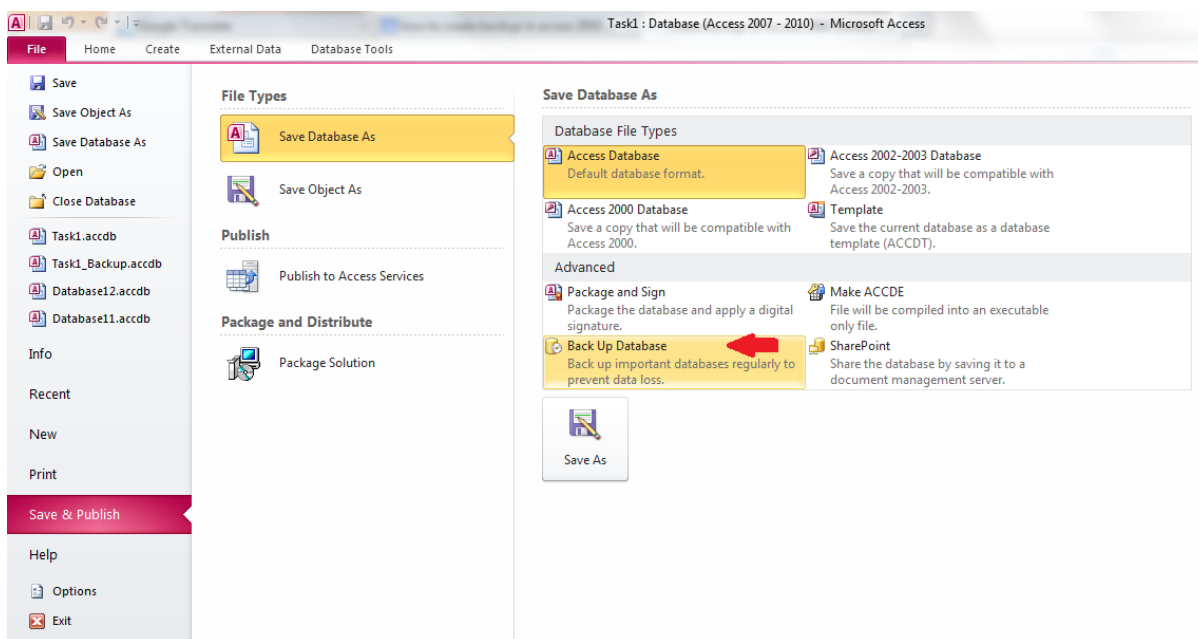 Task1 : Database (Access 2007 - 2010) - Microsoft Access
File Home Create External Data Database Tools
Save
Save Object As
Save Database As
Open
Close Database
Task1.accdb
Task1_Backup.accdb
Database12.accdb
Database11.accdb
Info
Recent
New
Print
Save & Publish
Help
Options
Exit
File Types
Save Database As
Save Object As
Publish
Publish to Access Services
Package and Distribute
Package Solution
Save Database As
Database File Types
Access Database
Default database format.
Access 2002-2003 Database
Save a copy that will be compatible with
Access 2002-2003.
Access 2000 Database
Save a copy that will be compatible with
Access 2000.
Template
Save the current database as a database
template (ACCDT).
Advanced
Package and Sign
Package the database and apply a digital
signature.
Make ACCDE
File will be compiled into an executable
only file.
Back Up Database
Back up important databases regularly to
prevent data loss.
SharePoint
Share the database by saving it to a
document management server.
Save As